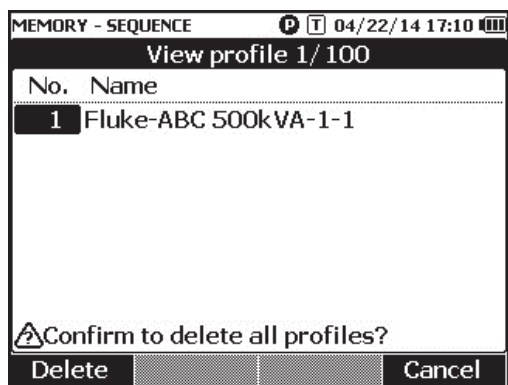 MEMORY - SEQUENCE P T 04/22/14 17:10
View profile 1/100
No. Name
1 Fluke-ABC 500kVA-1-1
?Confirm to delete all profiles?
Delete Cancel